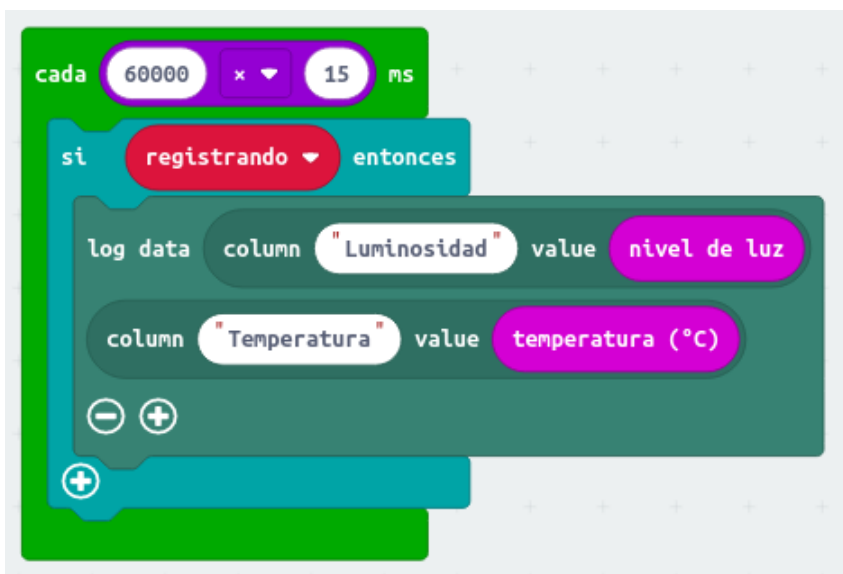 cada 60000 × 15 ms
si registrando entonces
log data column "Luminosidad" value nivel de luz
column "Temperatura" value temperatura (°C)